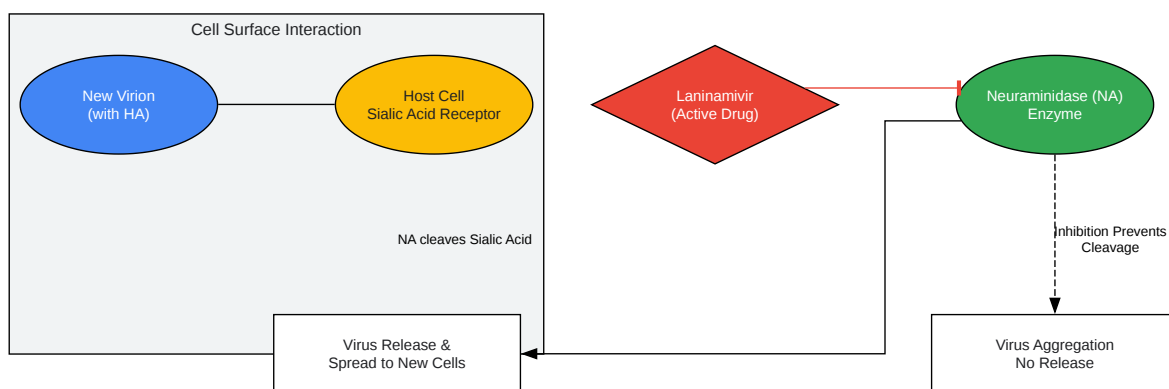 Cell Surface Interaction
New Virion
(with HA)
Host Cell
Sialic Acid Receptor
Laninamivir
(Active Drug)
Neuraminidase (NA)
Enzyme
NA cleaves Sialic Acid
Inhibition Prevents
Cleavage
Virus Release &
Spread to New Cells
Virus Aggregation
No Release